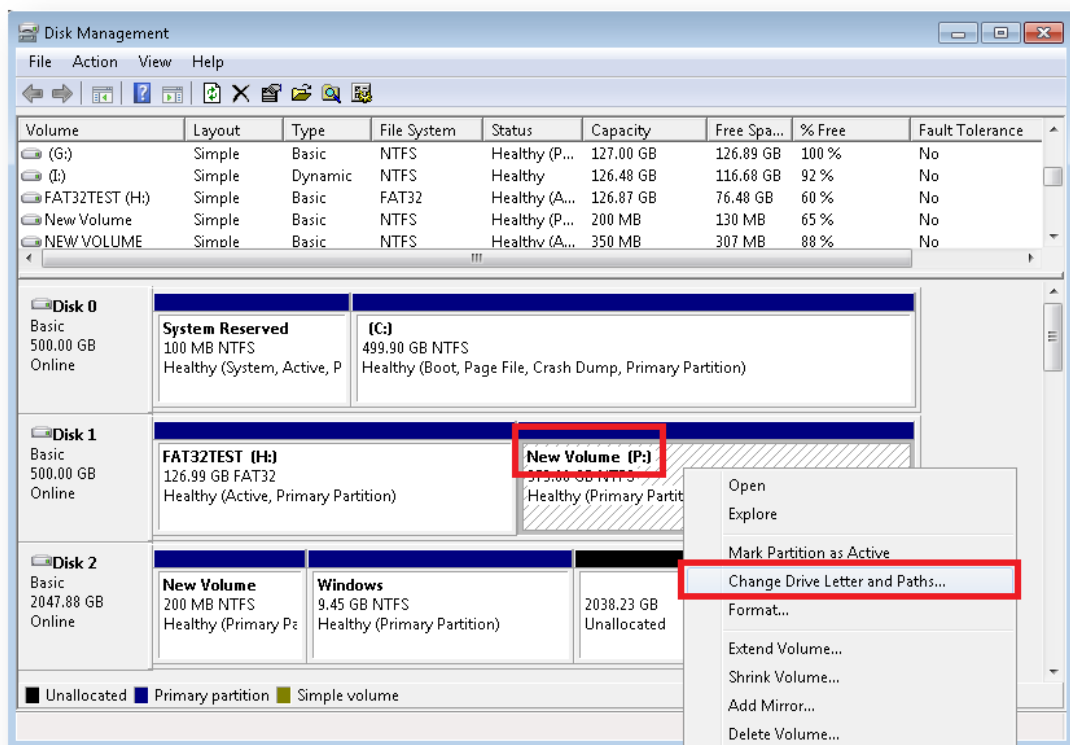 Disk Management
File Action View Help
Volume Layout Type File System Status Capacity Free Spa... % Free Fault Tolerance
(G:) Simple Basic NTFS Healthy (P... 127.00 GB 126.89 GB 100 % No
(I:) Simple Dynamic NTFS Healthy 126.48 GB 116.68 GB 92 % No
FAT32TEST (H:) Simple Basic FAT32 Healthy (A... 126.87 GB 76.48 GB 60 % No
New Volume Simple Basic NTFS Healthy (P... 200 MB 130 MB 65 % No
NEW VOLUME Simple Basic NTFS Healthy (A... 350 MB 307 MB 88 % No
Disk 0
Basic
500.00 GB
Online
System Reserved
100 MB NTFS
Healthy (System, Active, P
(C:)
499.90 GB NTFS
Healthy (Boot, Page File, Crash Dump, Primary Partition)
Disk 1
Basic
500.00 GB
Online
FAT32TEST (H:)
126.99 GB FAT32
Healthy (Active, Primary Partition)
New Volume (P:)
GB NTFS
Healthy (Primary Partit
Disk 2
Basic
2047.88 GB
Online
New Volume
200 MB NTFS
Healthy (Primary Pa
Windows
9.45 GB NTFS
Healthy (Primary Partition)
2038.23 GB
Unallocated
Open
Explore
Mark Partition as Active
Change Drive Letter and Paths...
Format...
Extend Volume...
Shrink Volume...
Add Mirror...
Delete Volume...
Unallocated Primary partition Simple volume